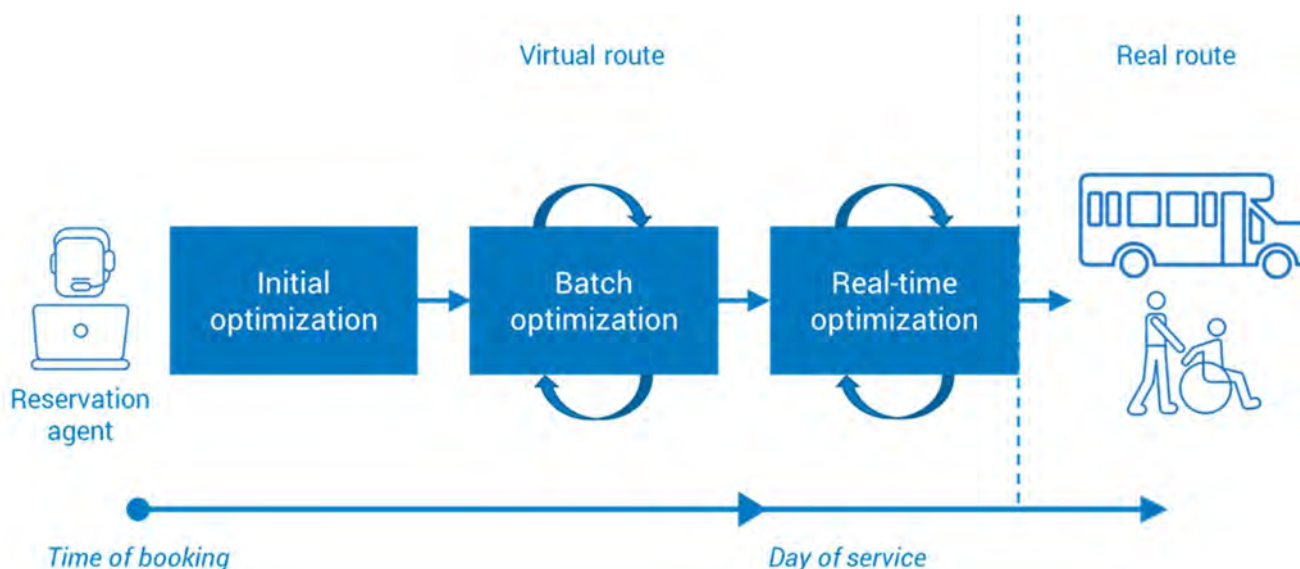 Virtual route
Real route
Initial
optimization
Batch
optimization
Real-time
optimization
Reservation
agent
Time of booking
Day of service